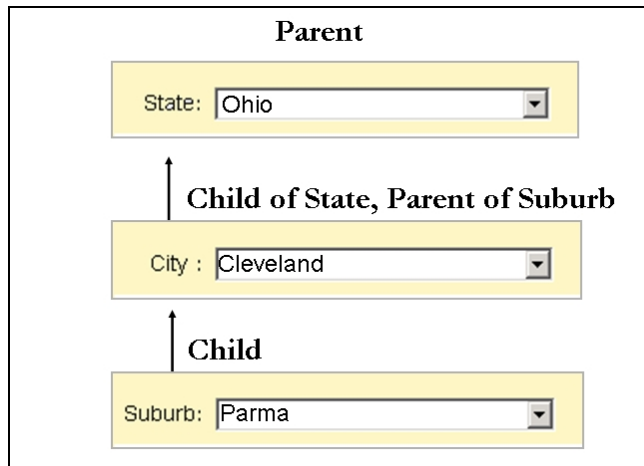 Parent
State: Ohio
Child of State, Parent of Suburb
City : Cleveland
Child
Suburb: Parma